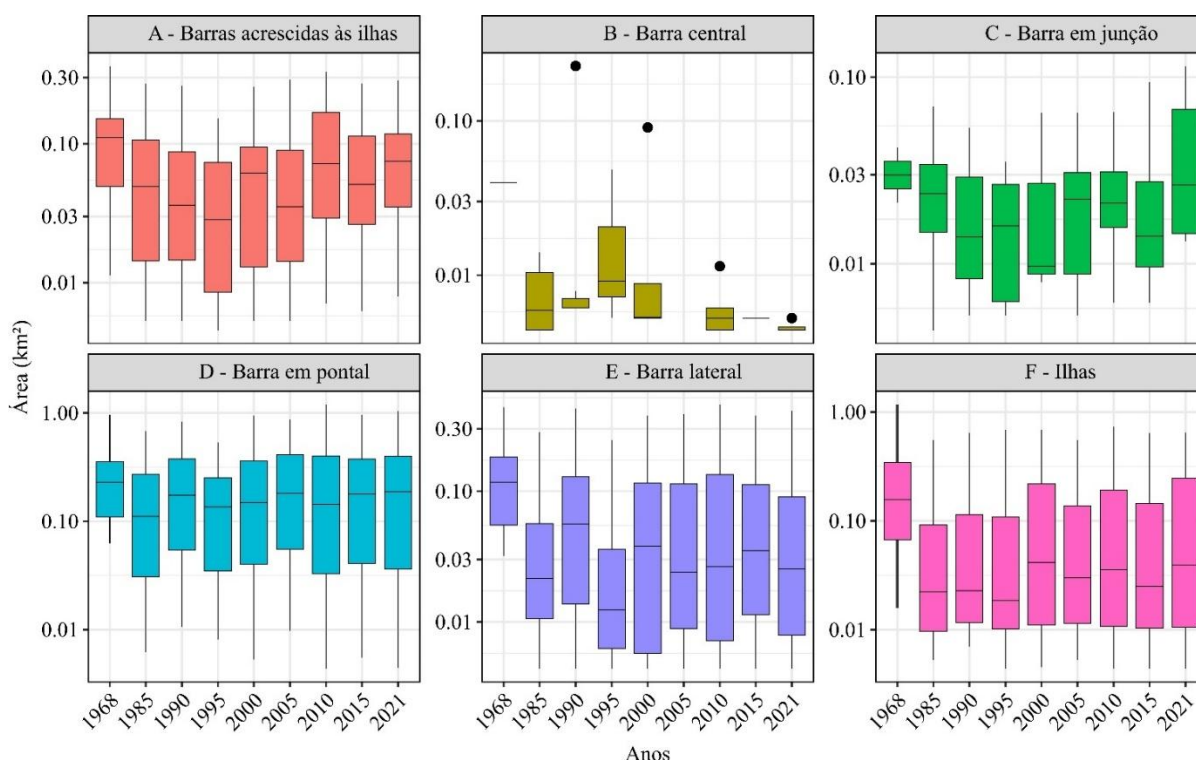 A - Barras acrescidas às ilhas
B - Barra central
C - Barra em junção
0.30
0.10
0.03
0.01
0.10
0.03
0.01
0.10
0.03
0.01
Área (km²)
D - Barra em pontal
E - Barra lateral
F - Ilhas
1.00
0.10
0.01
0.30
0.10
0.03
0.01
1.00
0.10
0.01
1968 1985 1990 1995 2000 2005 2010 2015 2021
1968 1985 1990 1995 2000 2005 2010 2015 2021
1968 1985 1990 1995 2000 2005 2010 2015 2021
Anos